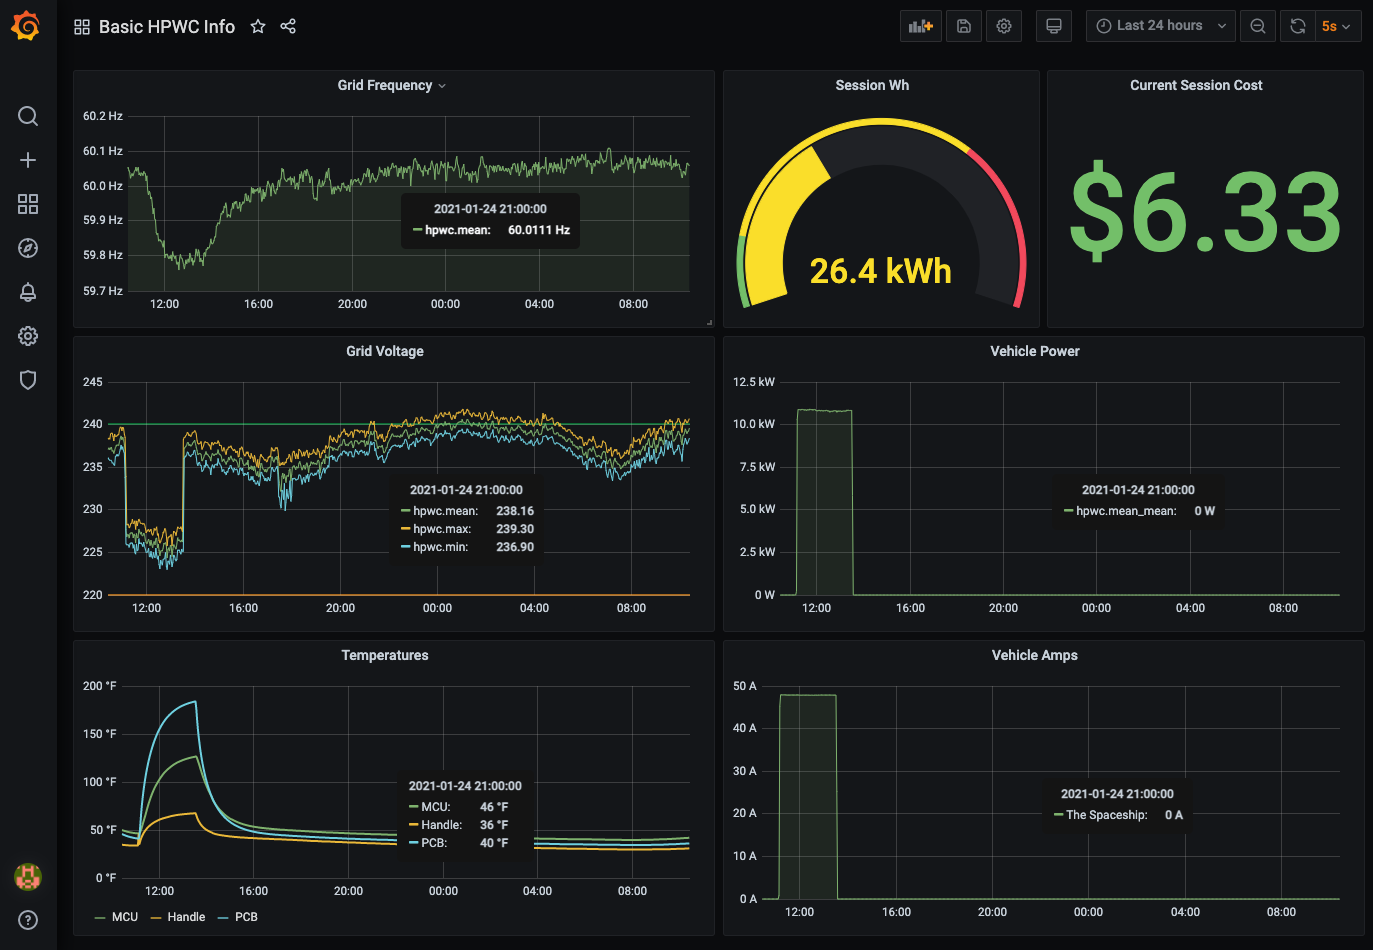 Basic HPWC Info
Last 24 hours
5s
Grid Frequency
60.2 Hz
60.1 Hz
60.0 Hz
59.9 Hz
59.8 Hz
59.7 Hz
12:00 16:00 20:00 00:00 04:00 08:00
2021-01-24 21:00:00
hpwc.mean: 60.0111 Hz
Session Wh
26.4 kWh
Current Session Cost
$6.33
Grid Voltage
245
240
235
230
225
220
12:00 16:00 20:00 00:00 04:00 08:00
2021-01-24 21:00:00
hpwc.mean: 238.16
hpwc.max: 239.30
hpwc.min: 236.90
Vehicle Power
12.5 kW
10.0 kW
7.5 kW
5.0 kW
2.5 kW
0 W
12:00 16:00 20:00 00:00 04:00 08:00
2021-01-24 21:00:00
hpwc.mean_mean: 0 W
Temperatures
200 °F
150 °F
100 °F
50 °F
0 °F
12:00 16:00 20:00 00:00 04:00 08:00
2021-01-24 21:00:00
MCU: 46 °F
Handle: 36 °F
PCB: 40 °F
MCU Handle PCB
Vehicle Amps
50 A
40 A
30 A
20 A
10 A
0 A
12:00 16:00 20:00 00:00 04:00 08:00
2021-01-24 21:00:00
The Spaceship: 0 A